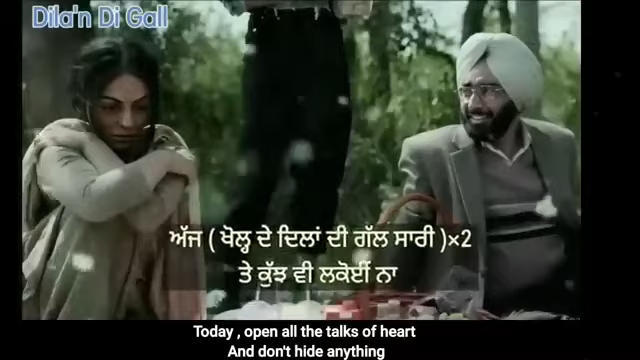 Dila'n Di Gall
ਅੱਜ ( ਖੋਲ੍ਹ ਦੇ ਦਿਲਾਂ ਦੀ ਗੱਲ ਸਾਰੀ )×2
ਤੇ ਕੁੱਝ ਵੀ ਲਕੋਈਂ ਨਾ
Today , open all the talks of heart
And don't hide anything